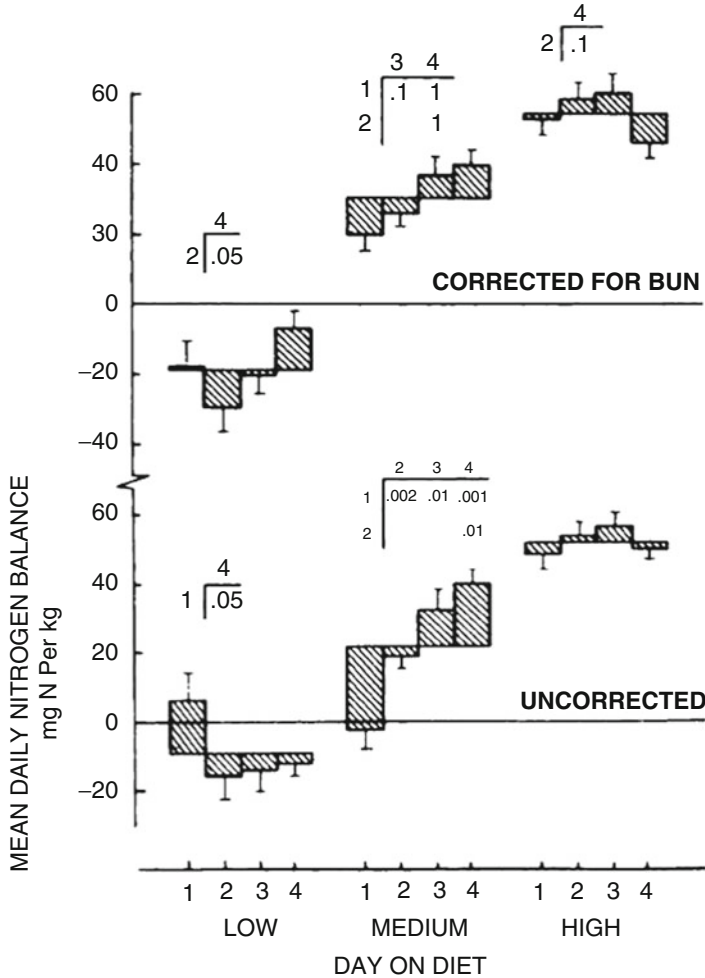 4
2 .1
3 4
1 .1 1
2 1
60
40
30
4
2 .05
CORRECTED FOR BUN
0
–20
–40
2 3 4
1 .002 .01 .001
2 .01
60
40
4
1 .05
20
UNCORRECTED
0
–20
MEAN DAILY NITROGEN BALANCE
mg N Per kg
1 2 3 4 1 2 3 4 1 2 3 4
LOW MEDIUM HIGH
DAY ON DIET